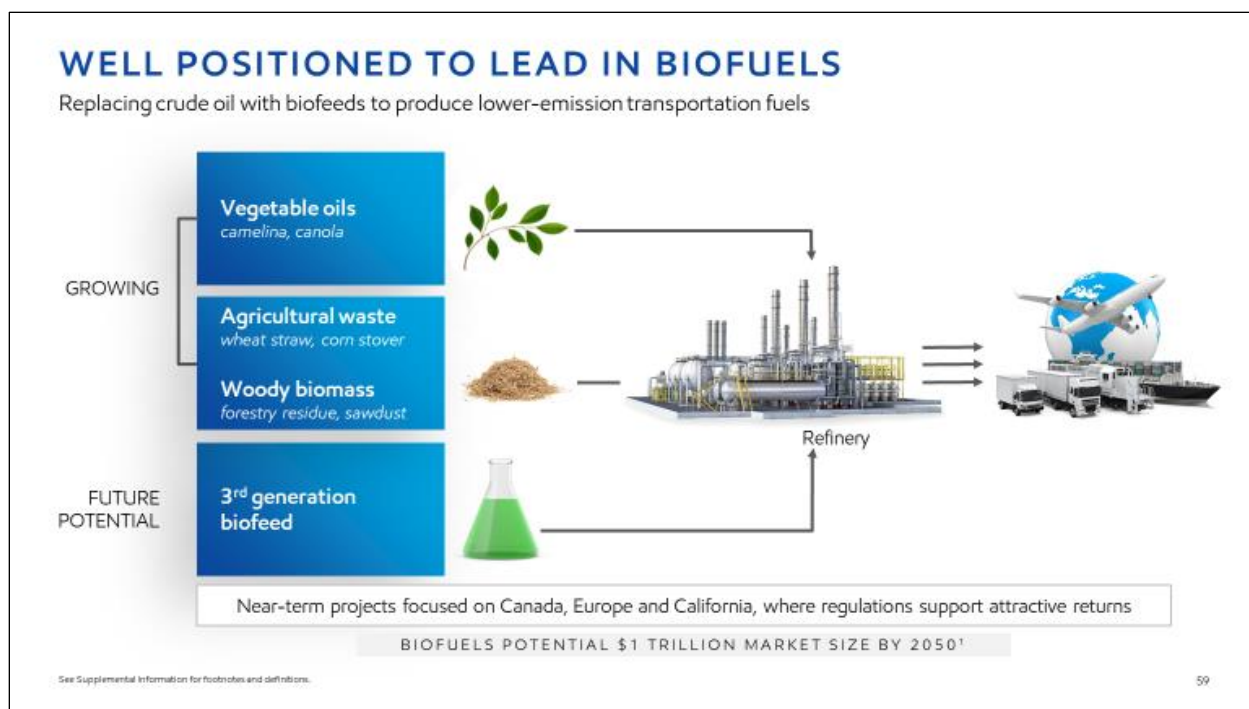 WELL POSITIONED TO LEAD IN BIOFUELS
Replacing crude oil with biofeeds to produce lower-emission transportation fuels
Vegetable oils
camelina, canola
GROWING
Agricultural waste
wheat straw, corn stover
Woody biomass
forestry residue, sawdust
Refinery
FUTURE
POTENTIAL
3rd generation
biofeed
Near-term projects focused on Canada, Europe and California, where regulations support attractive returns
BIOFUELS POTENTIAL $1 TRILLION MARKET SIZE BY 2050¹
See Supplemental Information for footnotes and definitions.
59